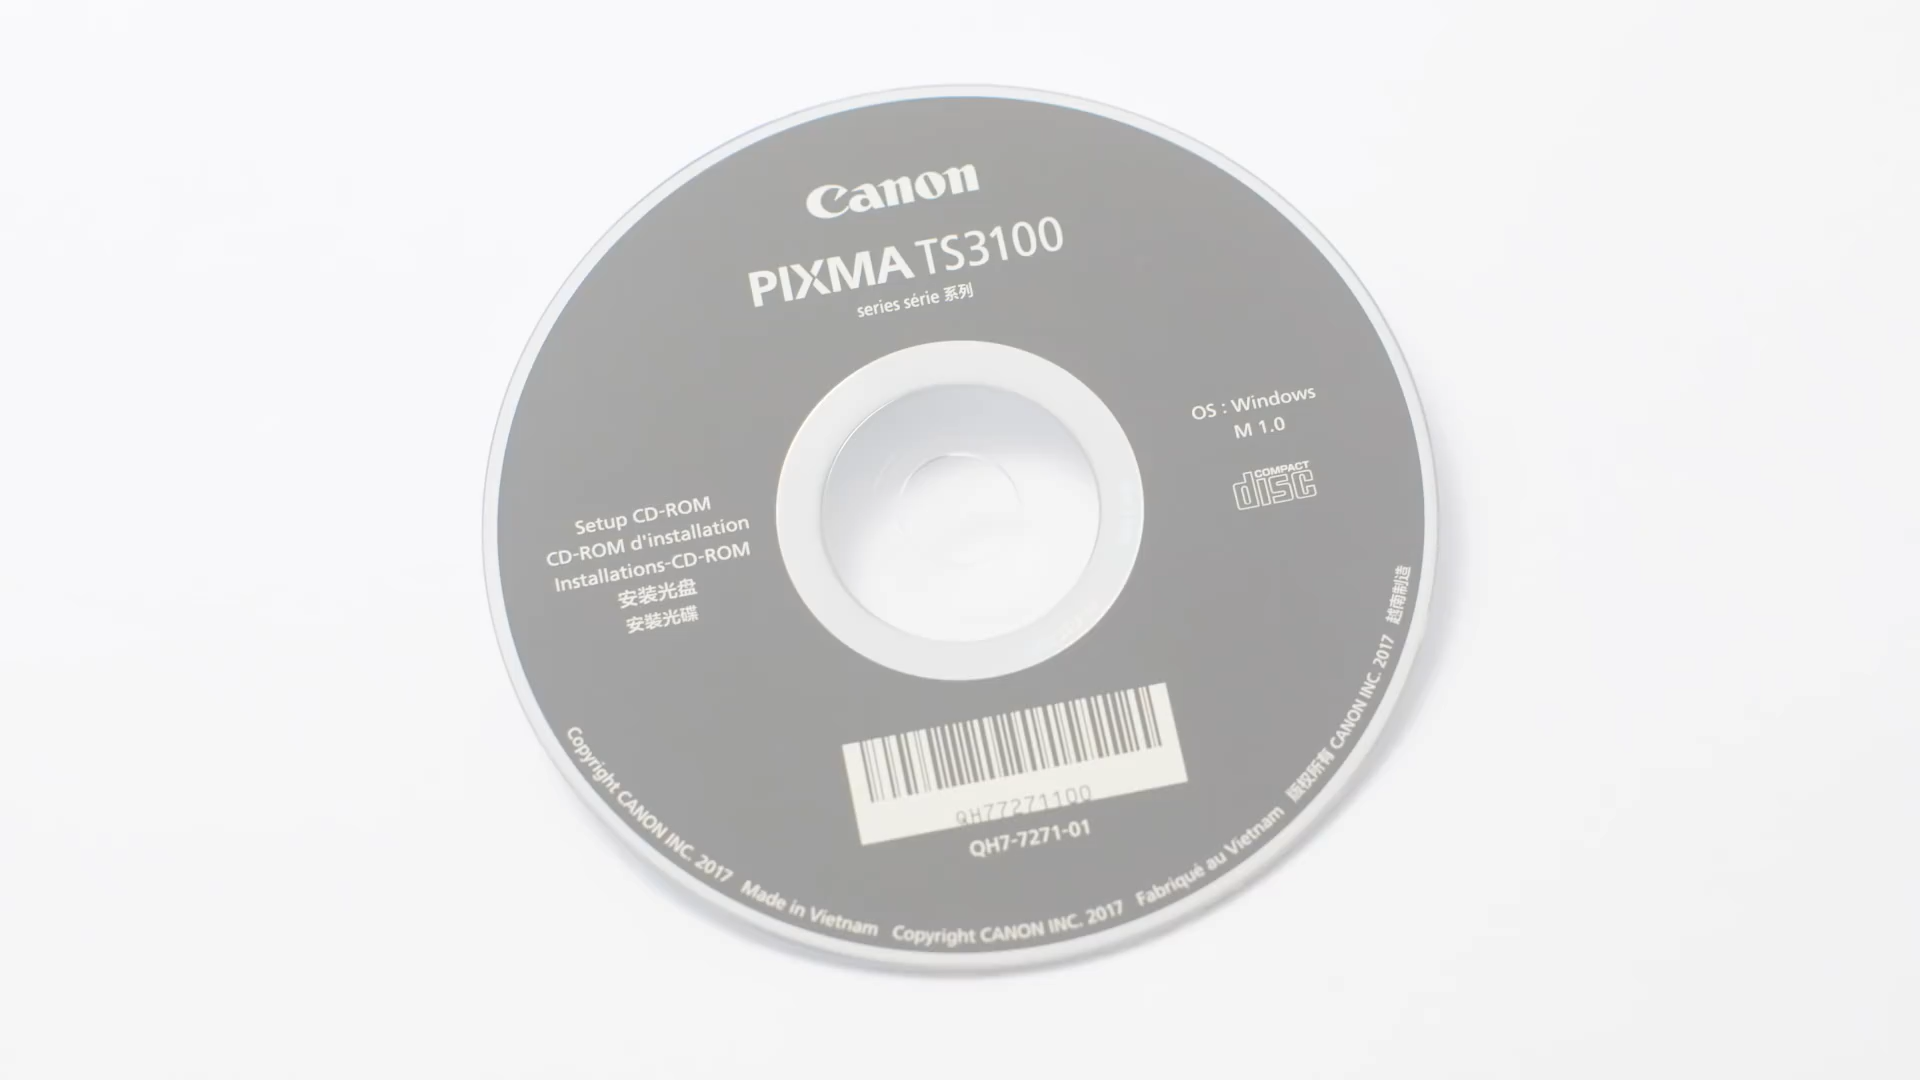 Canon
PIXMA TS3100
series série 系列
OS : Windows
M 1.0
COMPACT
disc
Setup CD-ROM
CD-ROM d'installation
Installations-CD-ROM
安装光盘
安裝光碟
QH77271100
QH7-7271-01
Copyright CANON INC. 2017 Made in Vietnam Copyright CANON INC. 2017 Fabriqué au Vietnam 版权所有 CANON INC. 2017 越南制造